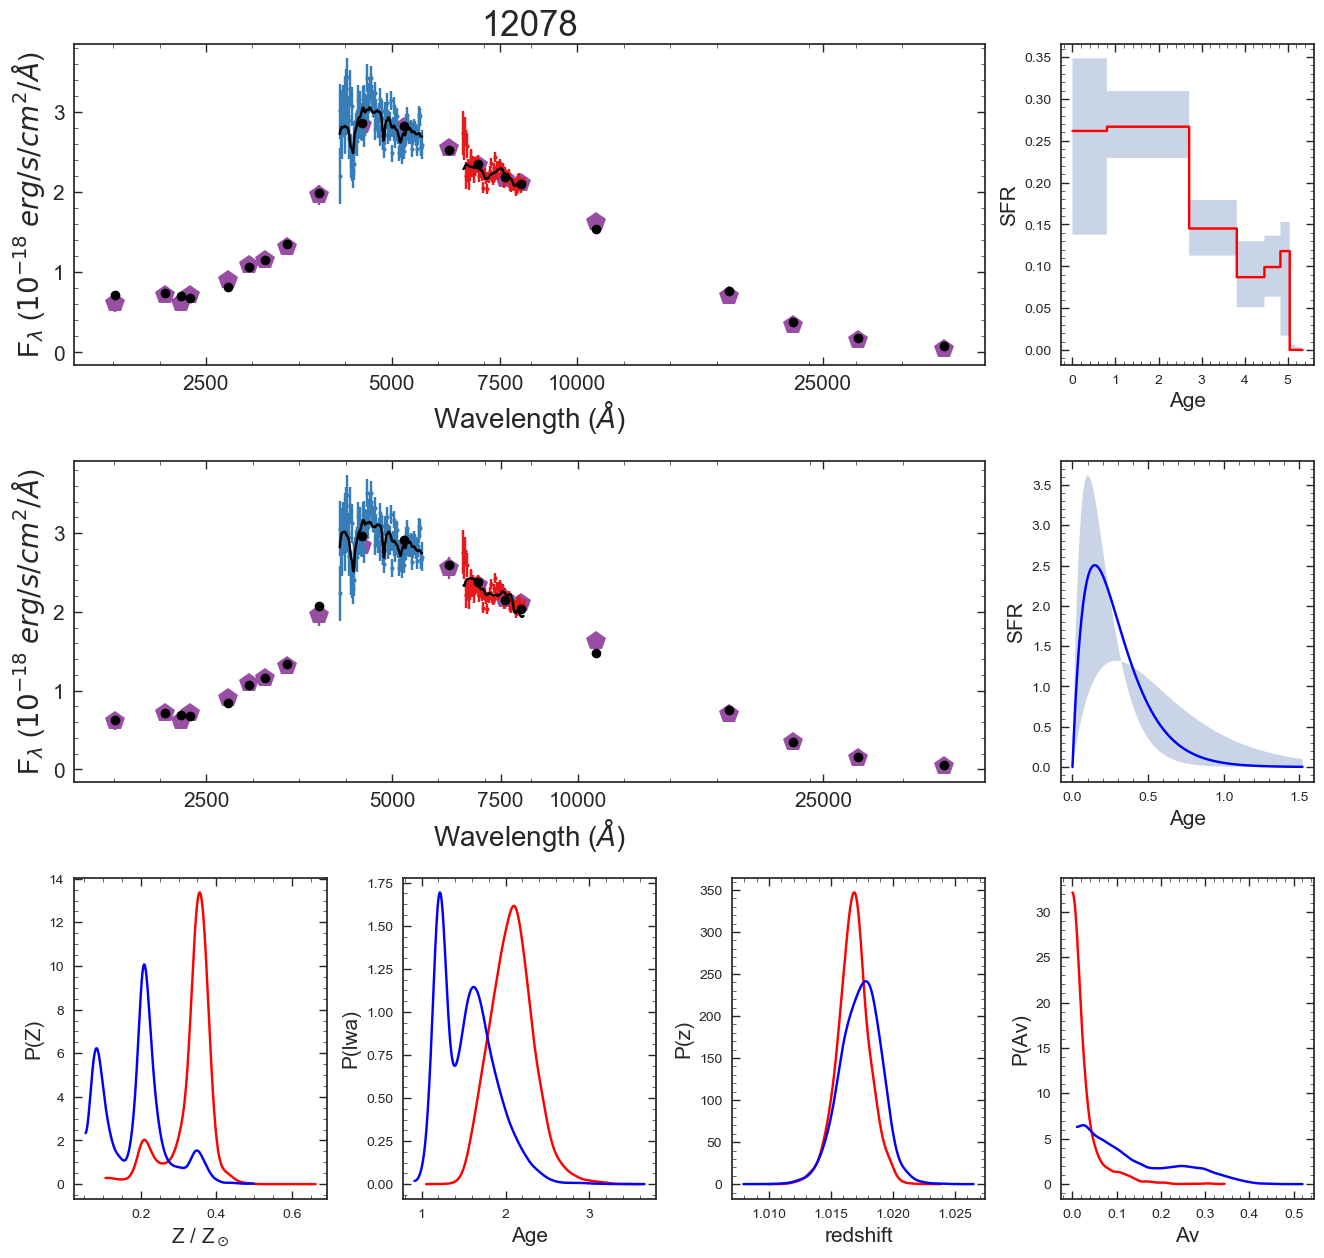 12078
F_λ (10^{-18} erg/s/cm^2/Å)
3
2
1
0
2500 5000 7500 10000 25000
Wavelength (Å)
SFR
0.35
0.30
0.25
0.20
0.15
0.10
0.05
0.00
0 1 2 3 4 5
Age
F_λ (10^{-18} erg/s/cm^2/Å)
3
2
1
0
2500 5000 7500 10000 25000
Wavelength (Å)
SFR
3.5
3.0
2.5
2.0
1.5
1.0
0.5
0.0
0.0 0.5 1.0 1.5
Age
P(Z)
14
12
10
8
6
4
2
0
0.2 0.4 0.6
Z / Z_⊙
P(lwa)
1.75
1.50
1.25
1.00
0.75
0.50
0.25
0.00
1 2 3
Age
P(z)
350
300
250
200
150
100
50
0
1.010 1.015 1.020 1.025
redshift
P(Av)
30
25
20
15
10
5
0
0.0 0.1 0.2 0.3 0.4 0.5
Av